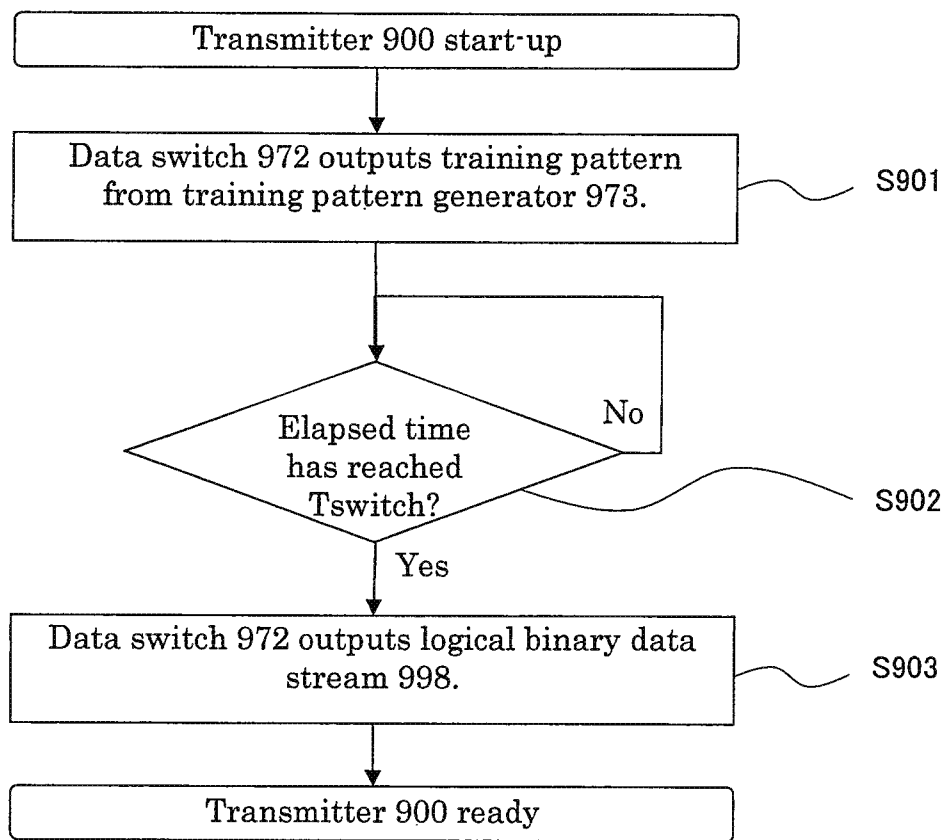 Transmitter 900 start-up
Data switch 972 outputs training pattern
from training pattern generator 973.
S901
No
Elapsed time
has reached
Tswitch?
S902
Yes
Data switch 972 outputs logical binary data
stream 998.
S903
Transmitter 900 ready